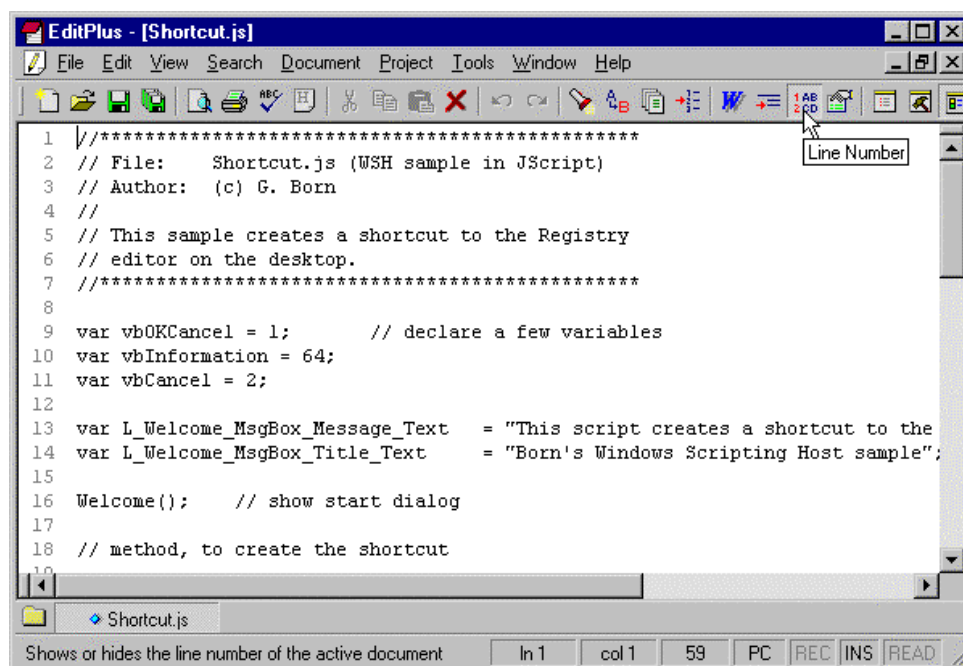 EditPlus - [Shortcut.js]
File Edit View Search Document Project Tools Window Help
Line Number
1 //************************************************
2 // File:    Shortcut.js (WSH sample in JScript)
3 // Author:  (c) G. Born
4 //
5 // This sample creates a shortcut to the Registry
6 // editor on the desktop.
7 //************************************************
8
9 var vbOKCancel = 1;       // declare a few variables
10 var vbInformation = 64;
11 var vbCancel = 2;
12
13 var L_Welcome_MsgBox_Message_Text   = "This script creates a shortcut to the
14 var L_Welcome_MsgBox_Title_Text     = "Born's Windows Scripting Host sample";
15
16 Welcome();    // show start dialog
17
18 // method, to create the shortcut
Shortcut.js
Shows or hides the line number of the active document ln 1 col 1 59 PC REC INS READ